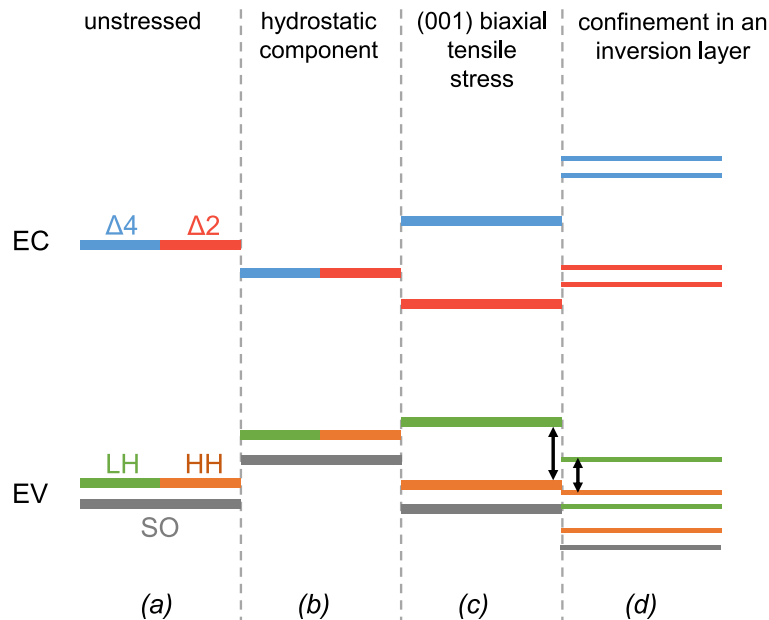 unstressed
hydrostatic
component
(001) biaxial
tensile
stress
confinement in an
inversion layer
Δ4 Δ2
EC
LH HH
EV
SO
(a) (b) (c) (d)